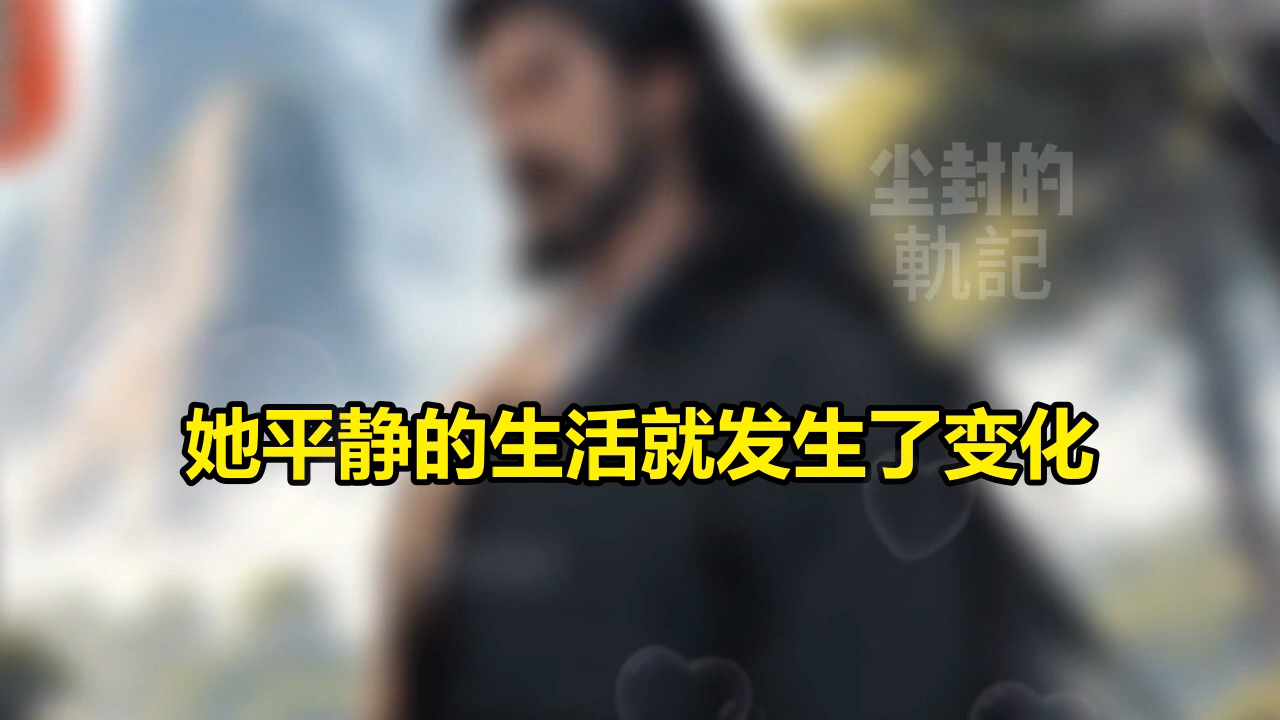 尘封的
軌記
她平静的生活就发生了变化